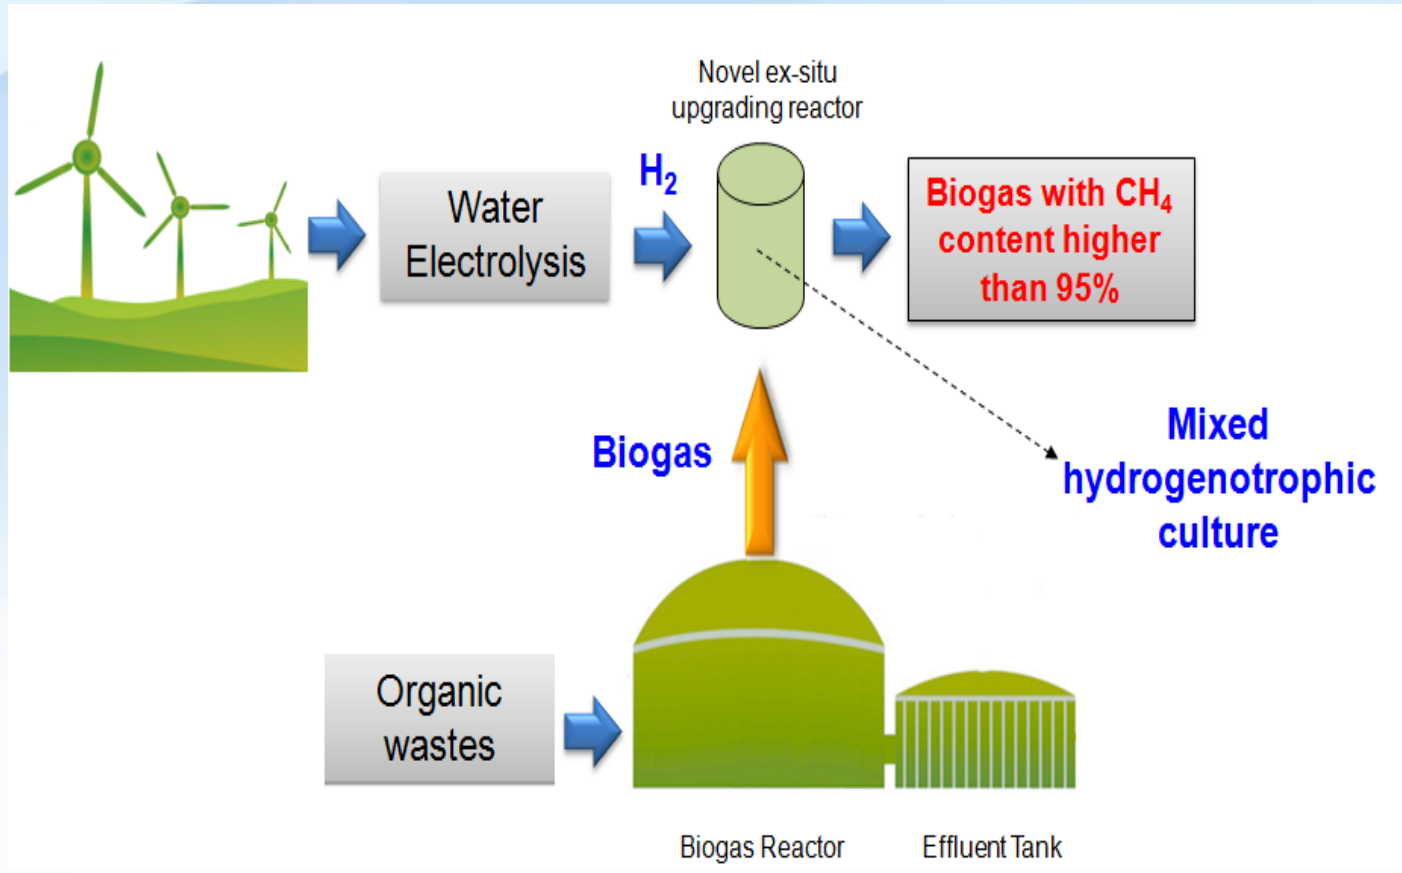 Novel ex-situ
upgrading reactor
Water
Electrolysis
H₂
Biogas with CH₄
content higher
than 95%
Biogas
Mixed
hydrogenotrophic
culture
Organic
wastes
Biogas Reactor
Effluent Tank